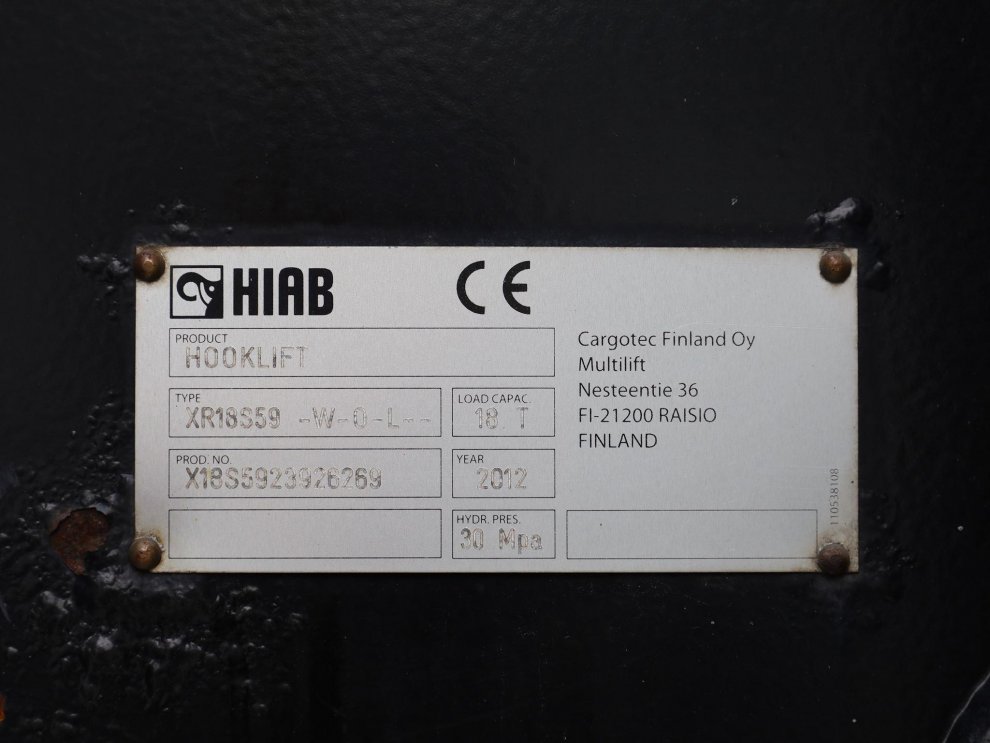 HIAB
CE
PRODUCT
HOOKLIFT
TYPE
XR18S59 -W-0-L--
LOAD CAPAC.
18 T
PROD. NO.
X18S5923926269
YEAR
2012
HYDR. PRES.
30 Mpa
Cargotec Finland Oy
Multilift
Nesteentie 36
FI-21200 RAISIO
FINLAND
110538108